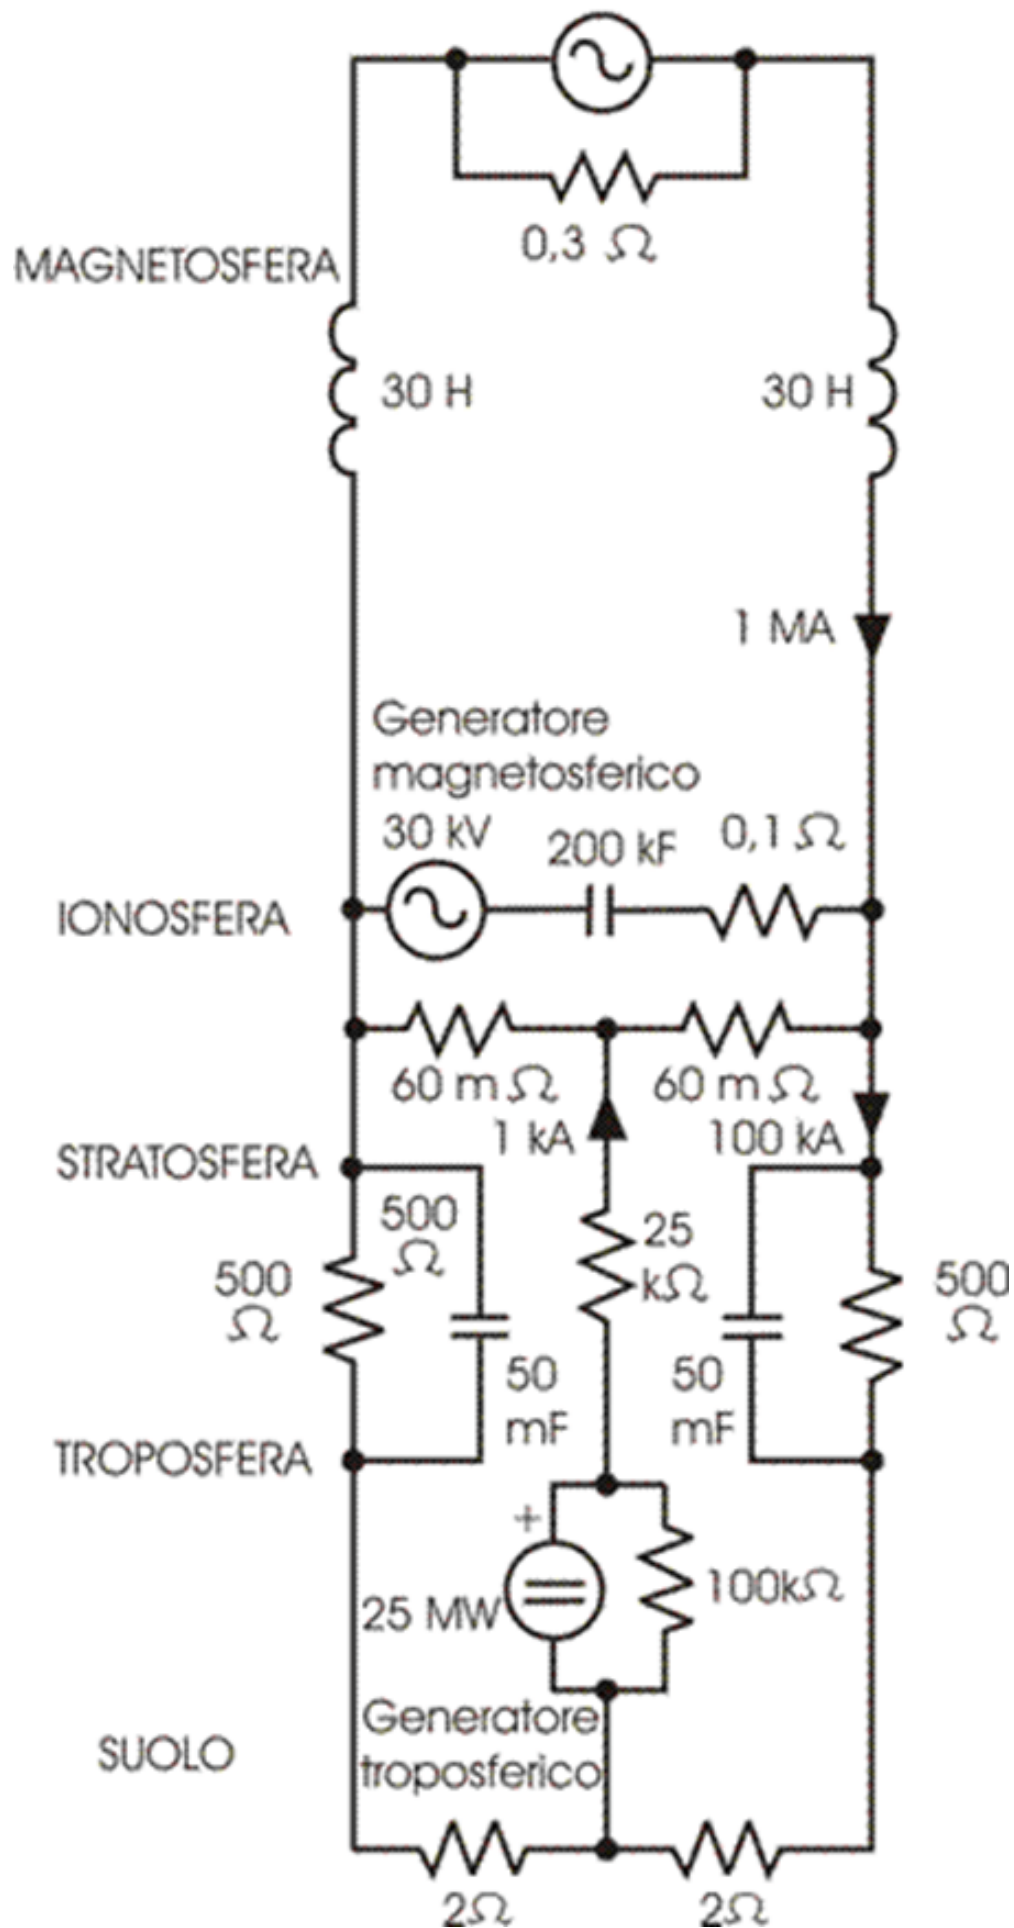 0,3 Ω
MAGNETOSFERA
30 H
30 H
1 MA
Generatore
magnetosferico
30 kV
200 kF
0,1 Ω
IONOSFERA
60 m Ω
60 m Ω
1 kA
100 kA
STRATOSFERA
500
Ω
500
Ω
25
kΩ
500
Ω
50
mF
50
mF
TROPOSFERA
+
25 MW
100kΩ
Generatore
troposferico
SUOLO
2Ω
2Ω